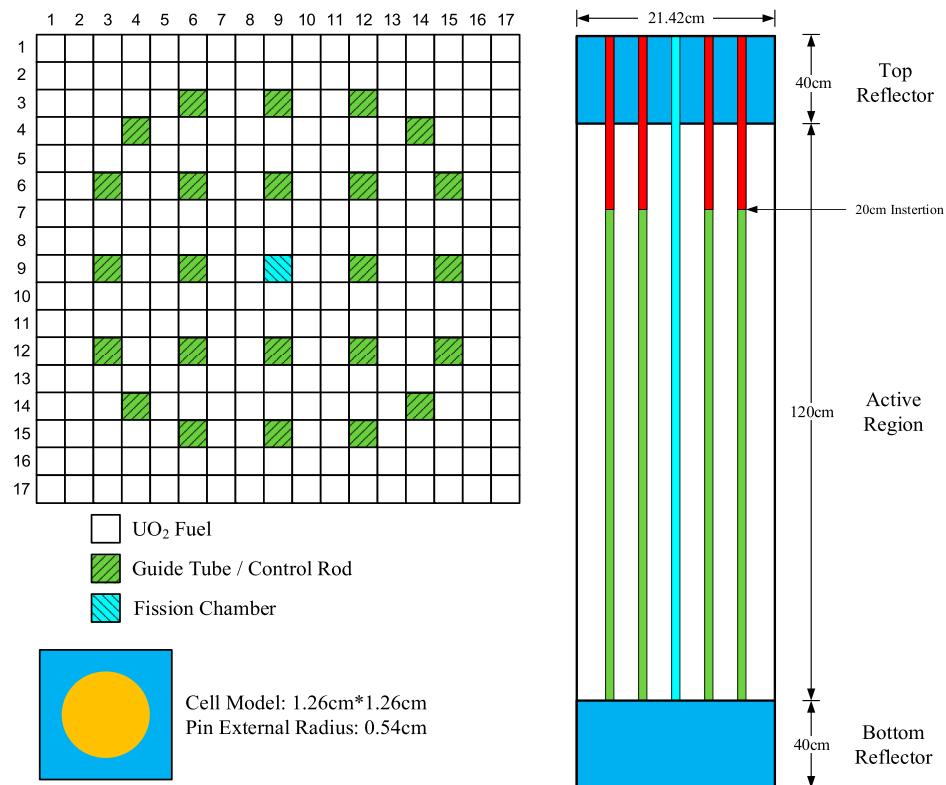 1 2 3 4 5 6 7 8 9 10 11 12 13 14 15 16 17
1
2
3
4
5
6
7
8
9
10
11
12
13
14
15
16
17
UO₂ Fuel
Guide Tube / Control Rod
Fission Chamber
Cell Model: 1.26cm*1.26cm
Pin External Radius: 0.54cm
21.42cm
40cm
Top
Reflector
20cm Instertion
120cm
Active
Region
40cm
Bottom
Reflector